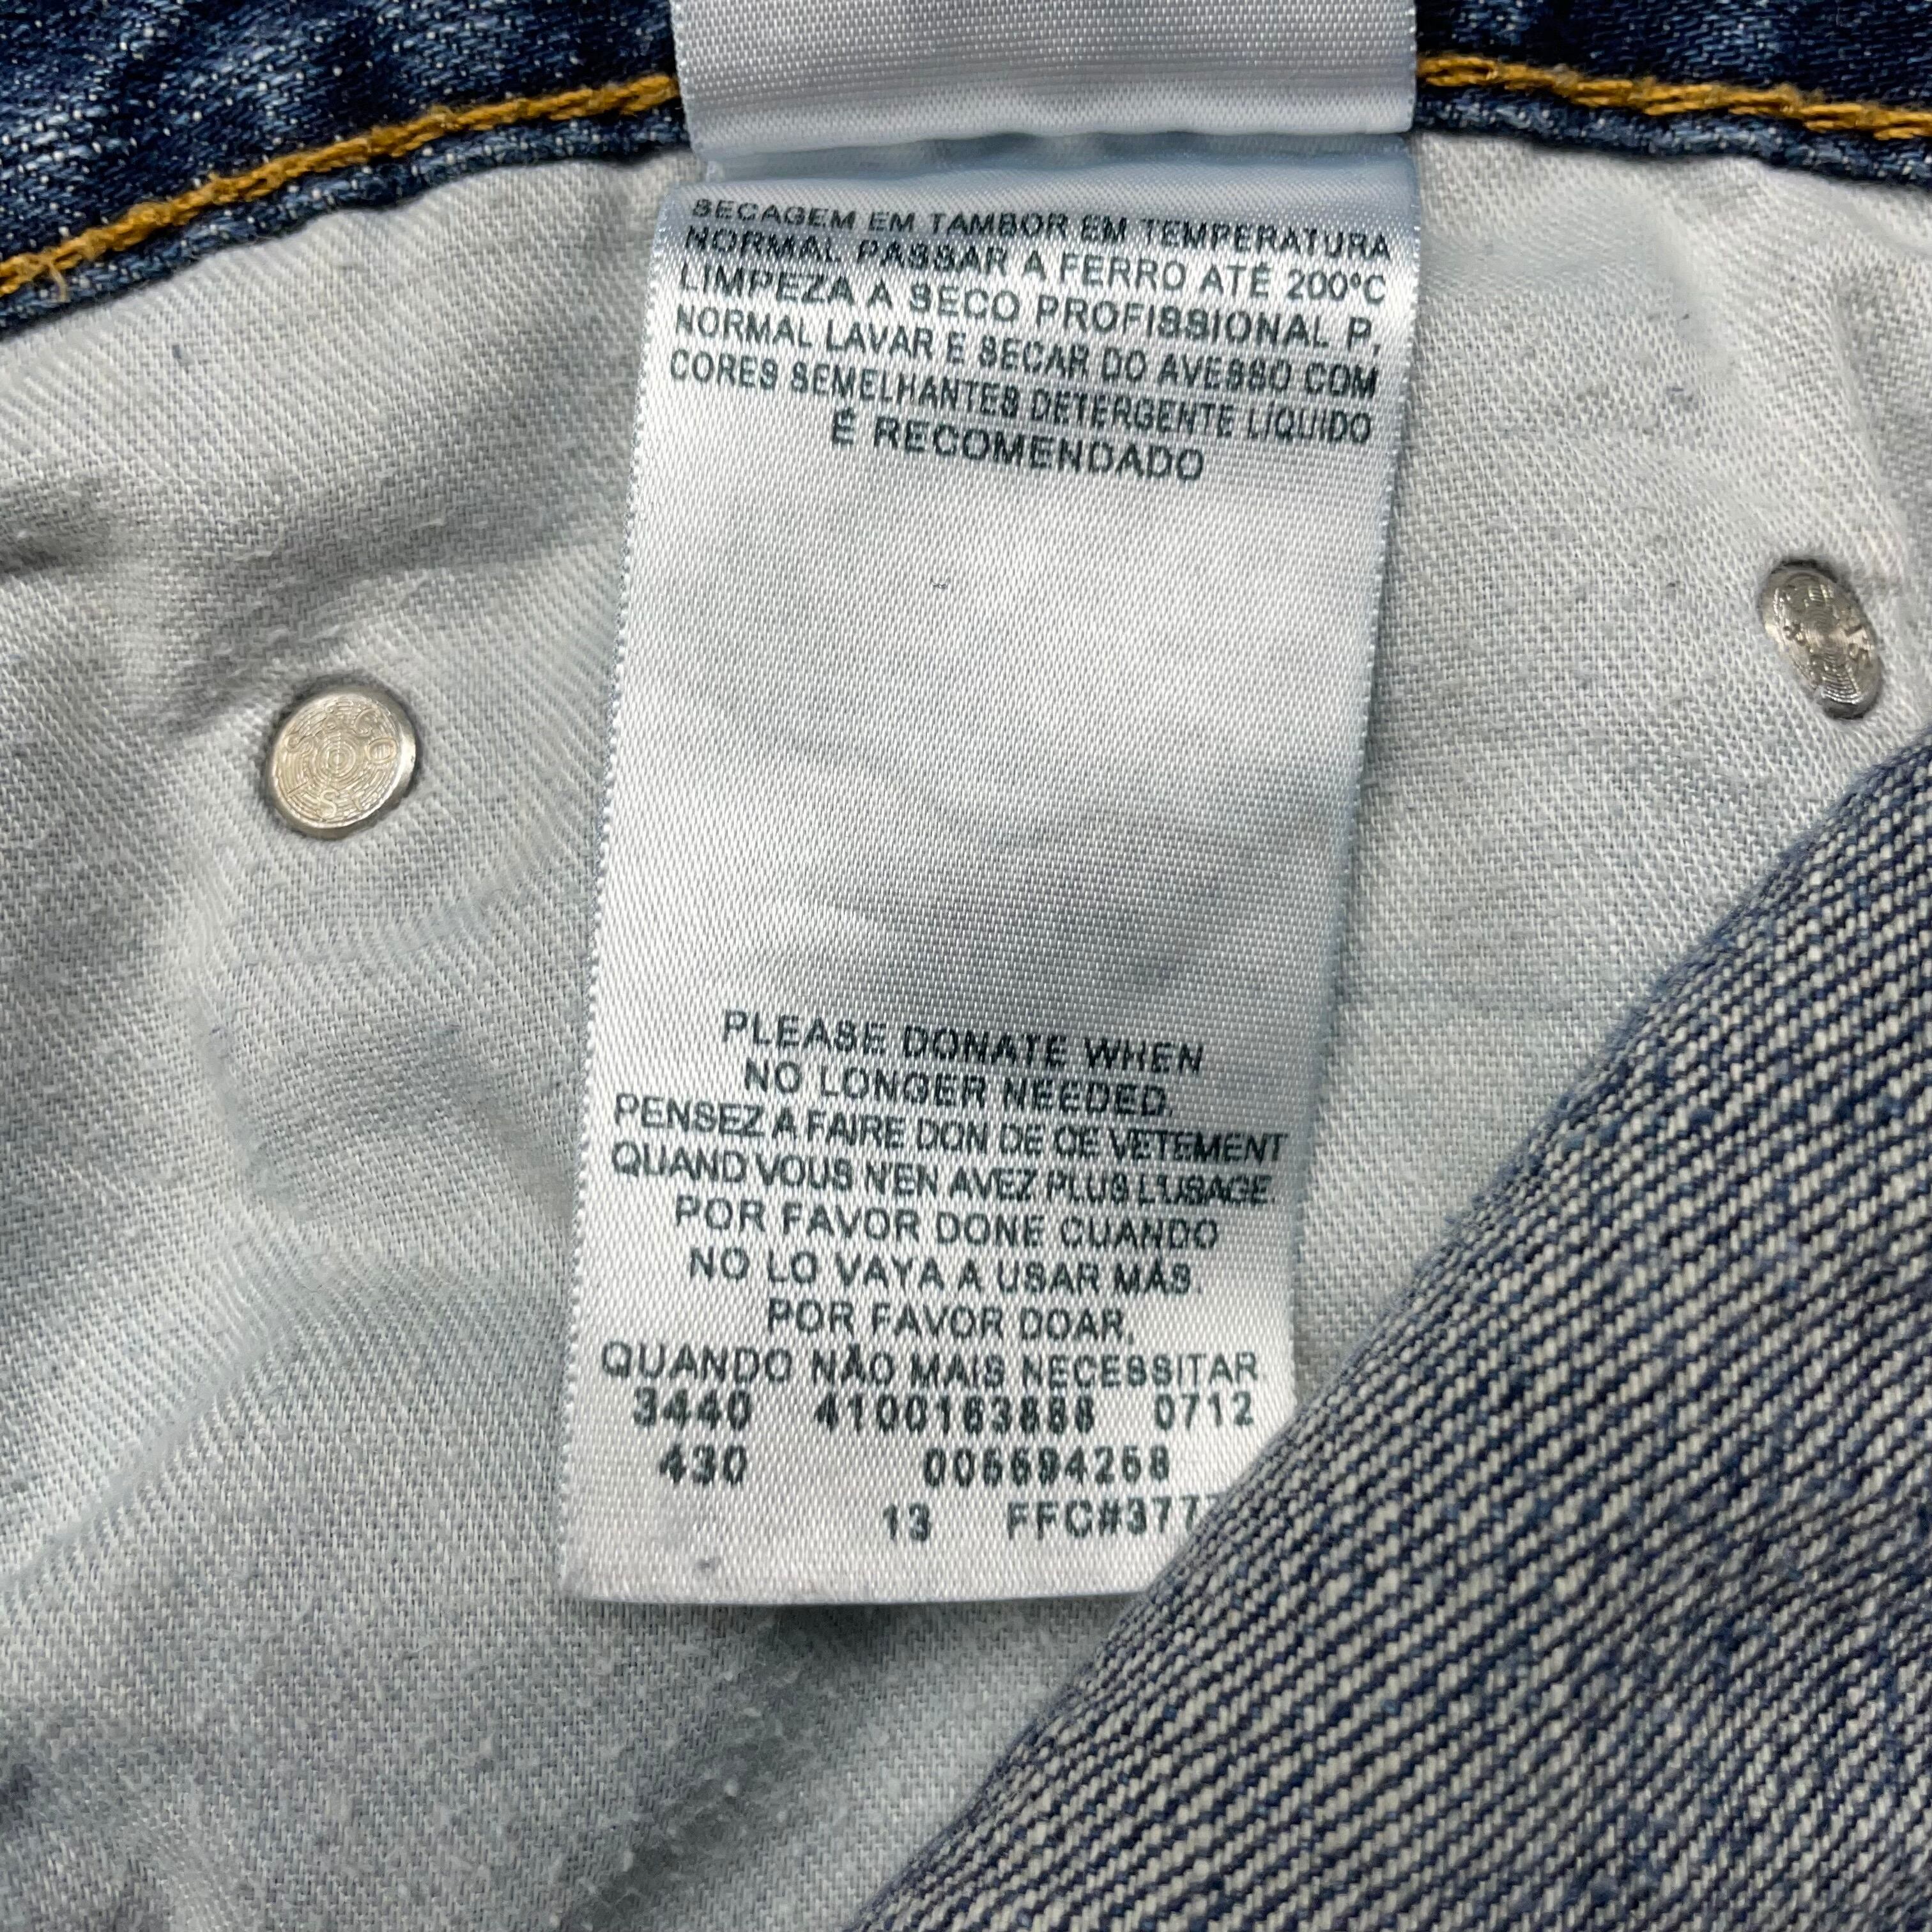 SECAGEM EM TAMBOR EM TEMPERATURA
NORMAL PASSAR A FERRO ATÉ 200°C
LIMPEZA A SECO PROFISSIONAL P,
NORMAL LAVAR E SECAR DO AVESSO COM
CORES SEMELHANTES DETERGENTE LÍQUIDO
É RECOMENDADO
PLEASE DONATE WHEN
NO LONGER NEEDED.
PENSEZ A FAIRE DON DE CE VETEMENT
QUAND VOUS N'EN AVEZ PLUS L'USAGE
POR FAVOR DONE CUANDO
NO LO VAYA A USAR MÁS.
POR FAVOR DOAR,
QUANDO NÃO MAIS NECESSITAR
3440 4100163888 0712
430 006694268
13 FFC#377